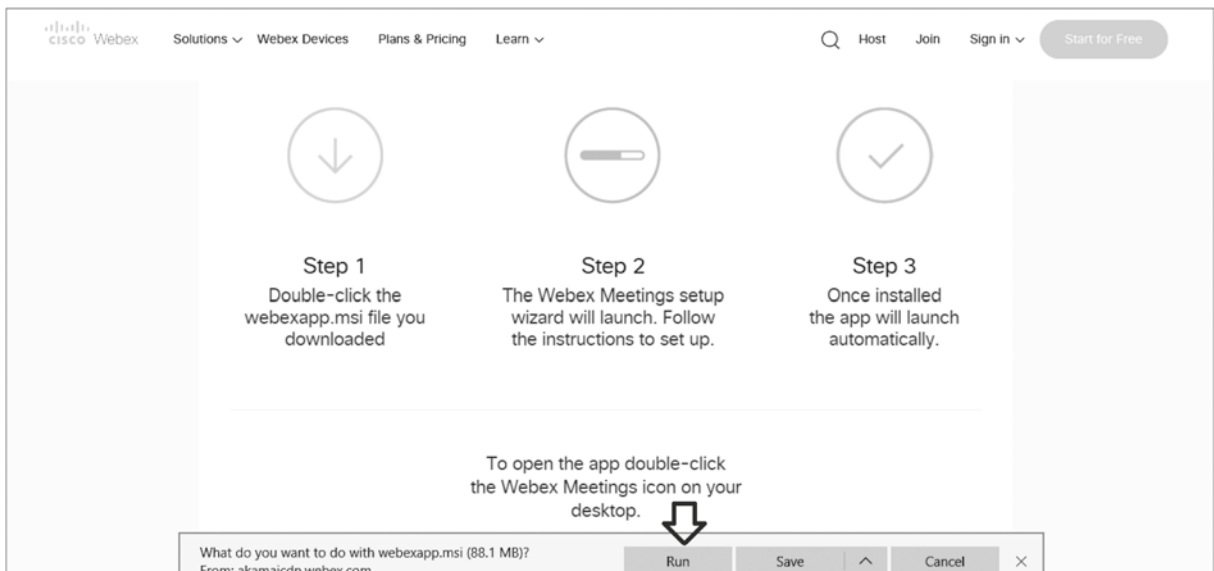 CISCO Webex
Solutions Webex Devices Plans & Pricing Learn Host Join Sign in Start for Free
Step 1
Double-click the
webexapp.msi file you
downloaded
Step 2
The Webex Meetings setup
wizard will launch. Follow
the instructions to set up.
Step 3
Once installed
the app will launch
automatically.
To open the app double-click
the Webex Meetings icon on your
desktop.
What do you want to do with webexapp.msi (88.1 MB)?
From: akamaicdn.webex.com
Run Save Cancel